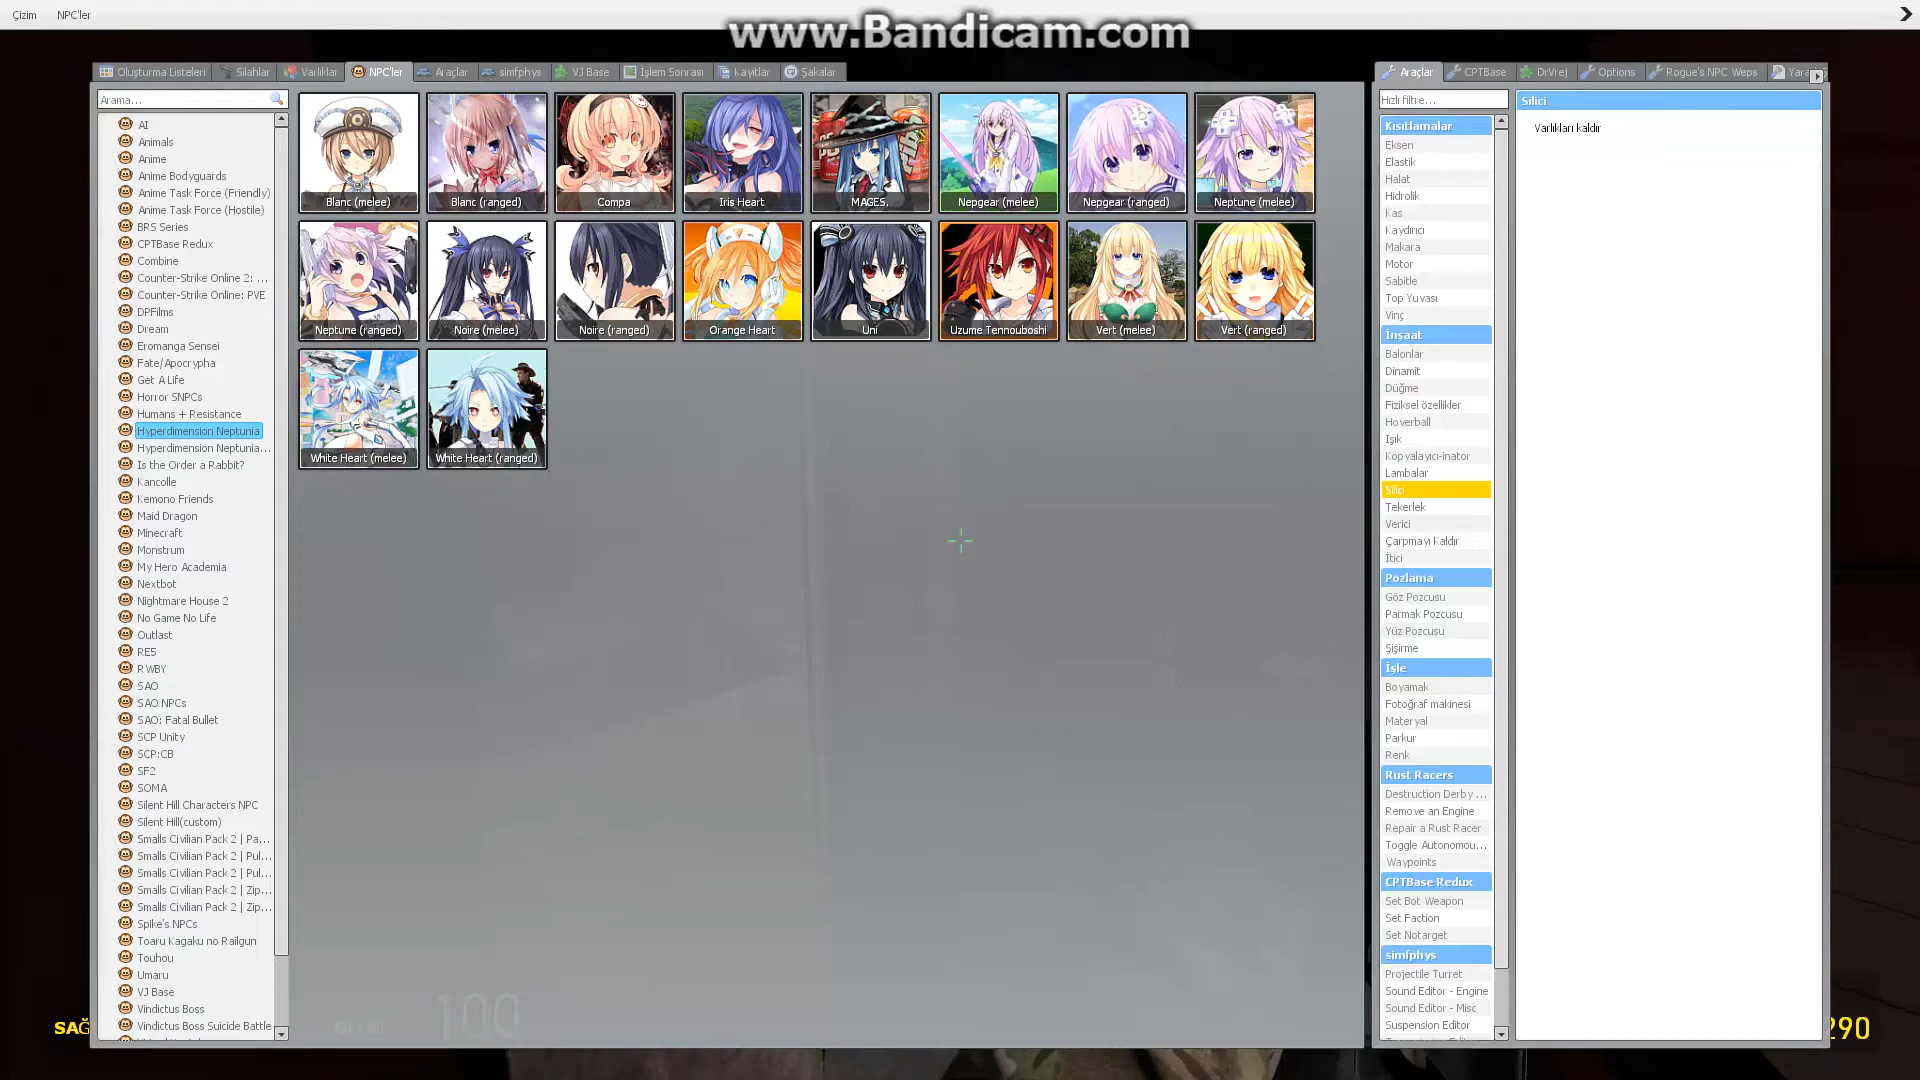 Çizim
NPC'ler
www.Bandicam.com
Oluşturma Listeleri
Silahlar
Varlıklar
NPC'ler
Araçlar
simfphys
VJ Base
İşlem Sonrası
Kayıtlar
Şakalar
Araçlar
CPTBase
DrVrej
Options
Rogue's NPC Weps
Arama...
AI
Animals
Anime
Anime Bodyguards
Anime Task Force (Friendly)
Anime Task Force (Hostile)
BRS Series
CPTBase Redux
Combine
Counter-Strike Online 2: ...
Counter-Strike Online: PVE
DPFilms
Dream
Eromanga Sensei
Fate/Apocrypha
Get A Life
Horror SNPCs
Humans + Resistance
Hyperdimension Neptunia
Hyperdimension Neptunia...
Is the Order a Rabbit?
Kancolle
Kemono Friends
Maid Dragon
Minecraft
Monstrum
My Hero Academia
Nextbot
Nightmare House 2
No Game No Life
Outlast
RE5
RWBY
SAO
SAO NPCs
SAO: Fatal Bullet
SCP Unity
SCP:CB
SF2
SOMA
Silent Hill Characters NPC
Silent Hill(custom)
Smalls Civilian Pack 2 | Pa...
Smalls Civilian Pack 2 | Pul...
Smalls Civilian Pack 2 | Pul...
Smalls Civilian Pack 2 | Zip...
Smalls Civilian Pack 2 | Zip...
Spike's NPCs
Toaru Kagaku no Railgun
Touhou
Umaru
VJ Base
Vindictus Boss
Vindictus Boss Suicide Battle
Blanc (melee)
Blanc (ranged)
Compa
Iris Heart
MAGES.
Nepgear (melee)
Nepgear (ranged)
Neptune (melee)
Neptune (ranged)
Noire (melee)
Noire (ranged)
Orange Heart
Uni
Uzume Tennouboshi
Vert (melee)
Vert (ranged)
White Heart (melee)
White Heart (ranged)
Hızlı filtre...
Kısıtlamalar
Eksen
Elastik
Halat
Hidrolik
Kas
Kaydırıcı
Makara
Motor
Sabitle
Top Yuvası
Vinç
İnşaat
Balonlar
Dinamit
Düğme
Fiziksel özellikler
Hoverball
Işık
Kopyalayıcı-inator
Lambalar
Silici
Tekerlek
Verici
Çarpmayı Kaldır
İtici
Pozlama
Göz Pozcusu
Parmak Pozcusu
Yüz Pozcusu
Şişirme
İşle
Boyamak
Fotoğraf makinesi
Materyal
Parkur
Renk
Rust Racers
Destruction Derby ...
Remove an Engine
Repair a Rust Racer
Toggle Autonomou...
Waypoints
CPTBase Redux
Set Bot Weapon
Set Faction
Set Notarget
simfphys
Projectile Turret
Sound Editor - Engine
Sound Editor - Misc
Suspension Editor
Silici
Varlıkları kaldır
SAĞ
100
290